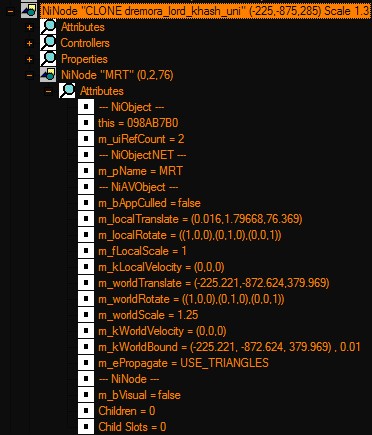 NiNode "CLONE dremora_lord_khash_uni" (-225,-875,285) Scale 1.3
Attributes
Controllers
Properties
NiNode "MRT" (0,2,76)
Attributes
--- NiObject ---
this = 098AB7B0
m_uiRefCount = 2
--- NiObjectNET ---
m_pName = MRT
--- NiAVObject ---
m_bAppCulled = false
m_localTranslate = (0.016,1.79668,76.369)
m_localRotate = ((1,0,0),(0,1,0),(0,0,1))
m_fLocalScale = 1
m_kLocalVelocity = (0,0,0)
m_worldTranslate = (-225.221,-872.624,379.969)
m_worldRotate = ((1,0,0),(0,1,0),(0,0,1))
m_worldScale = 1.25
m_kWorldVelocity = (0,0,0)
m_kWorldBound = (-225.221, -872.624, 379.969) , 0.01
m_ePropagate = USE_TRIANGLES
--- NiNode ---
m_bVisual = false
Children = 0
Child Slots = 0